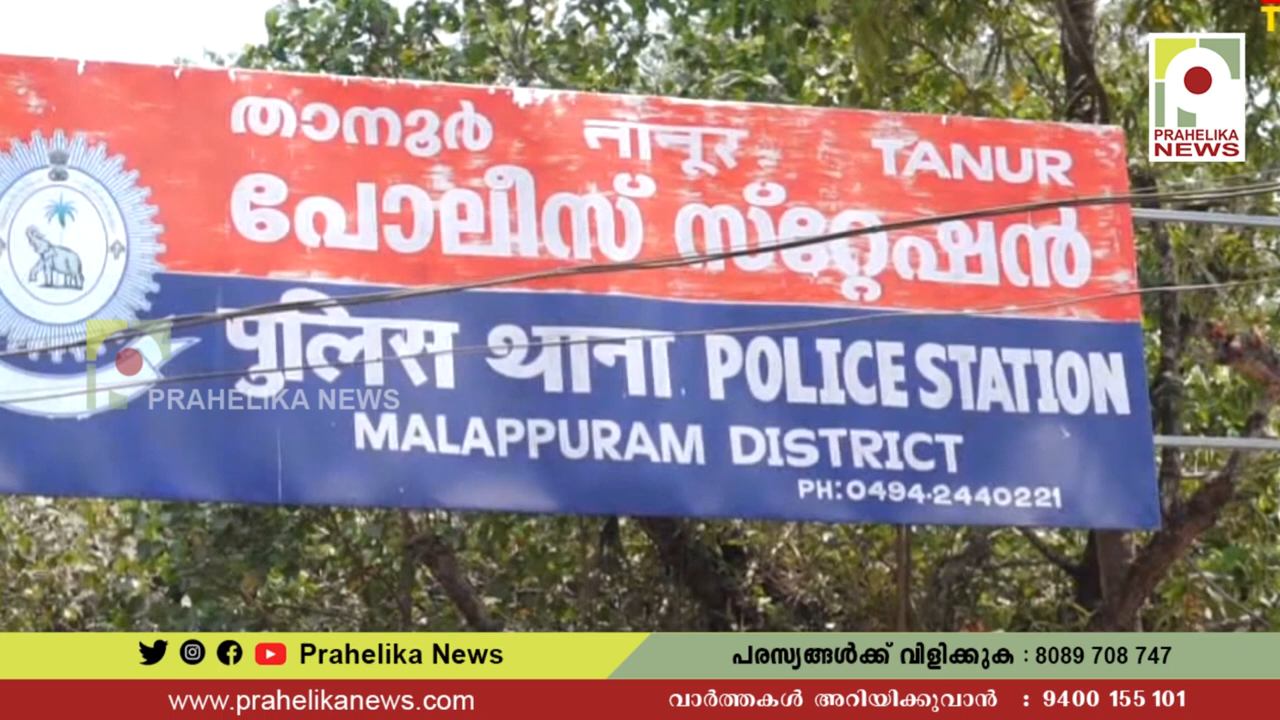 താനൂർ तानूर TANUR
പോലീസ് സ്റ്റേഷൻ
पुलिस थाना POLICE STATION
MALAPPURAM DISTRICT
PH:0494-2440221
PRAHELIKA NEWS
PRAHELIKA
NEWS
Prahelika News
പരസ്യങ്ങൾക്ക് വിളിക്കുക : 8089 708 747
www.prahelikanews.com
വാർത്തകൾ അറിയിക്കുവാൻ : 9400 155 101